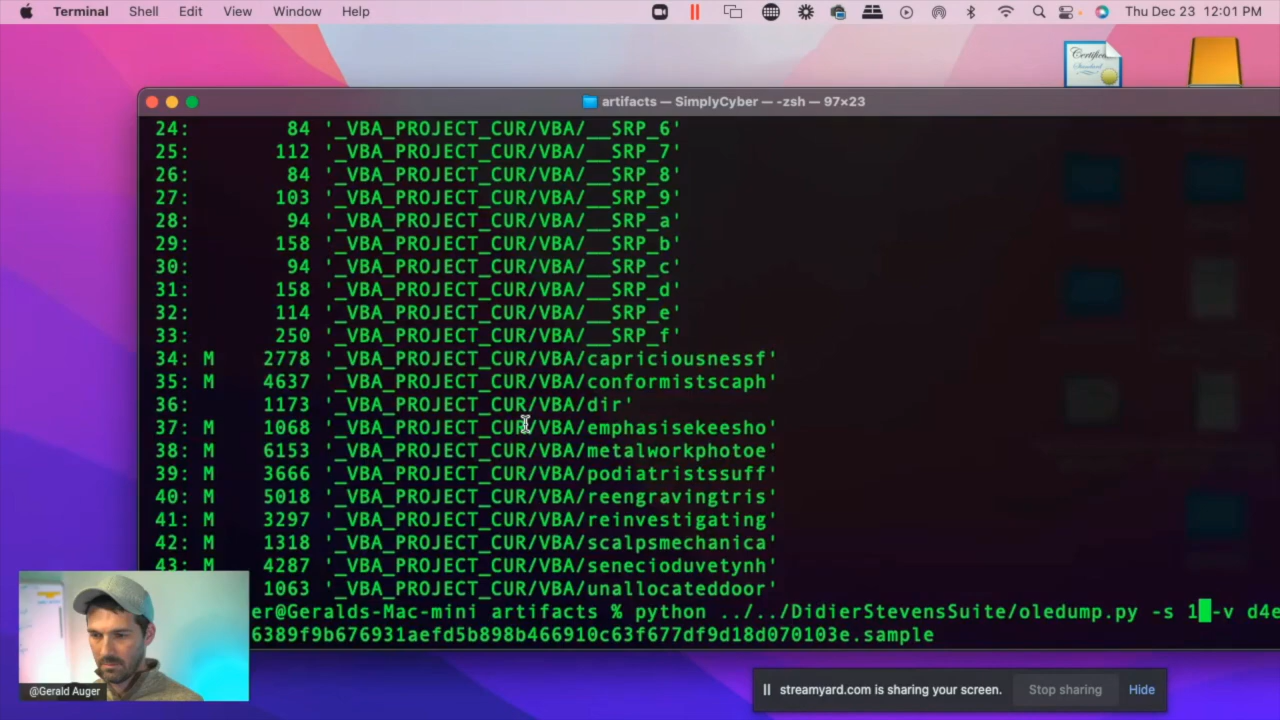 Terminal Shell Edit View Window Help Thu Dec 23 12:01 PM
artifacts — SimplyCyber — -zsh — 97×23
24: 84 '_VBA_PROJECT_CUR/VBA/__SRP_6'
25: 112 '_VBA_PROJECT_CUR/VBA/__SRP_7'
26: 84 '_VBA_PROJECT_CUR/VBA/__SRP_8'
27: 103 '_VBA_PROJECT_CUR/VBA/__SRP_9'
28: 94 '_VBA_PROJECT_CUR/VBA/__SRP_a'
29: 158 '_VBA_PROJECT_CUR/VBA/__SRP_b'
30: 94 '_VBA_PROJECT_CUR/VBA/__SRP_c'
31: 158 '_VBA_PROJECT_CUR/VBA/__SRP_d'
32: 114 '_VBA_PROJECT_CUR/VBA/__SRP_e'
33: 250 '_VBA_PROJECT_CUR/VBA/__SRP_f'
34: M 2778 '_VBA_PROJECT_CUR/VBA/capriciousnessf'
35: M 4637 '_VBA_PROJECT_CUR/VBA/conformistscaph'
36: 1173 '_VBA_PROJECT_CUR/VBA/dir'
37: M 1068 '_VBA_PROJECT_CUR/VBA/emphasisekeesho'
38: M 6153 '_VBA_PROJECT_CUR/VBA/metalworkphotoe'
39: M 3666 '_VBA_PROJECT_CUR/VBA/podiatristssuff'
40: M 5018 '_VBA_PROJECT_CUR/VBA/reengravingtris'
41: M 3297 '_VBA_PROJECT_CUR/VBA/reinvestigating'
42: M 1318 '_VBA_PROJECT_CUR/VBA/scalpsmechanica'
43: M 4287 '_VBA_PROJECT_CUR/VBA/senecioduvetynh'
1063 '_VBA_PROJECT_CUR/VBA/unallocateddoor'
er@Geralds-Mac-mini artifacts % python ../../DidierStevensSuite/oledump.py -s 1 -v d4e
6389f9b676931aefd5b898b466910c63f677df9d18d070103e.sample
@Gerald Auger
streamyard.com is sharing your screen. Stop sharing Hide